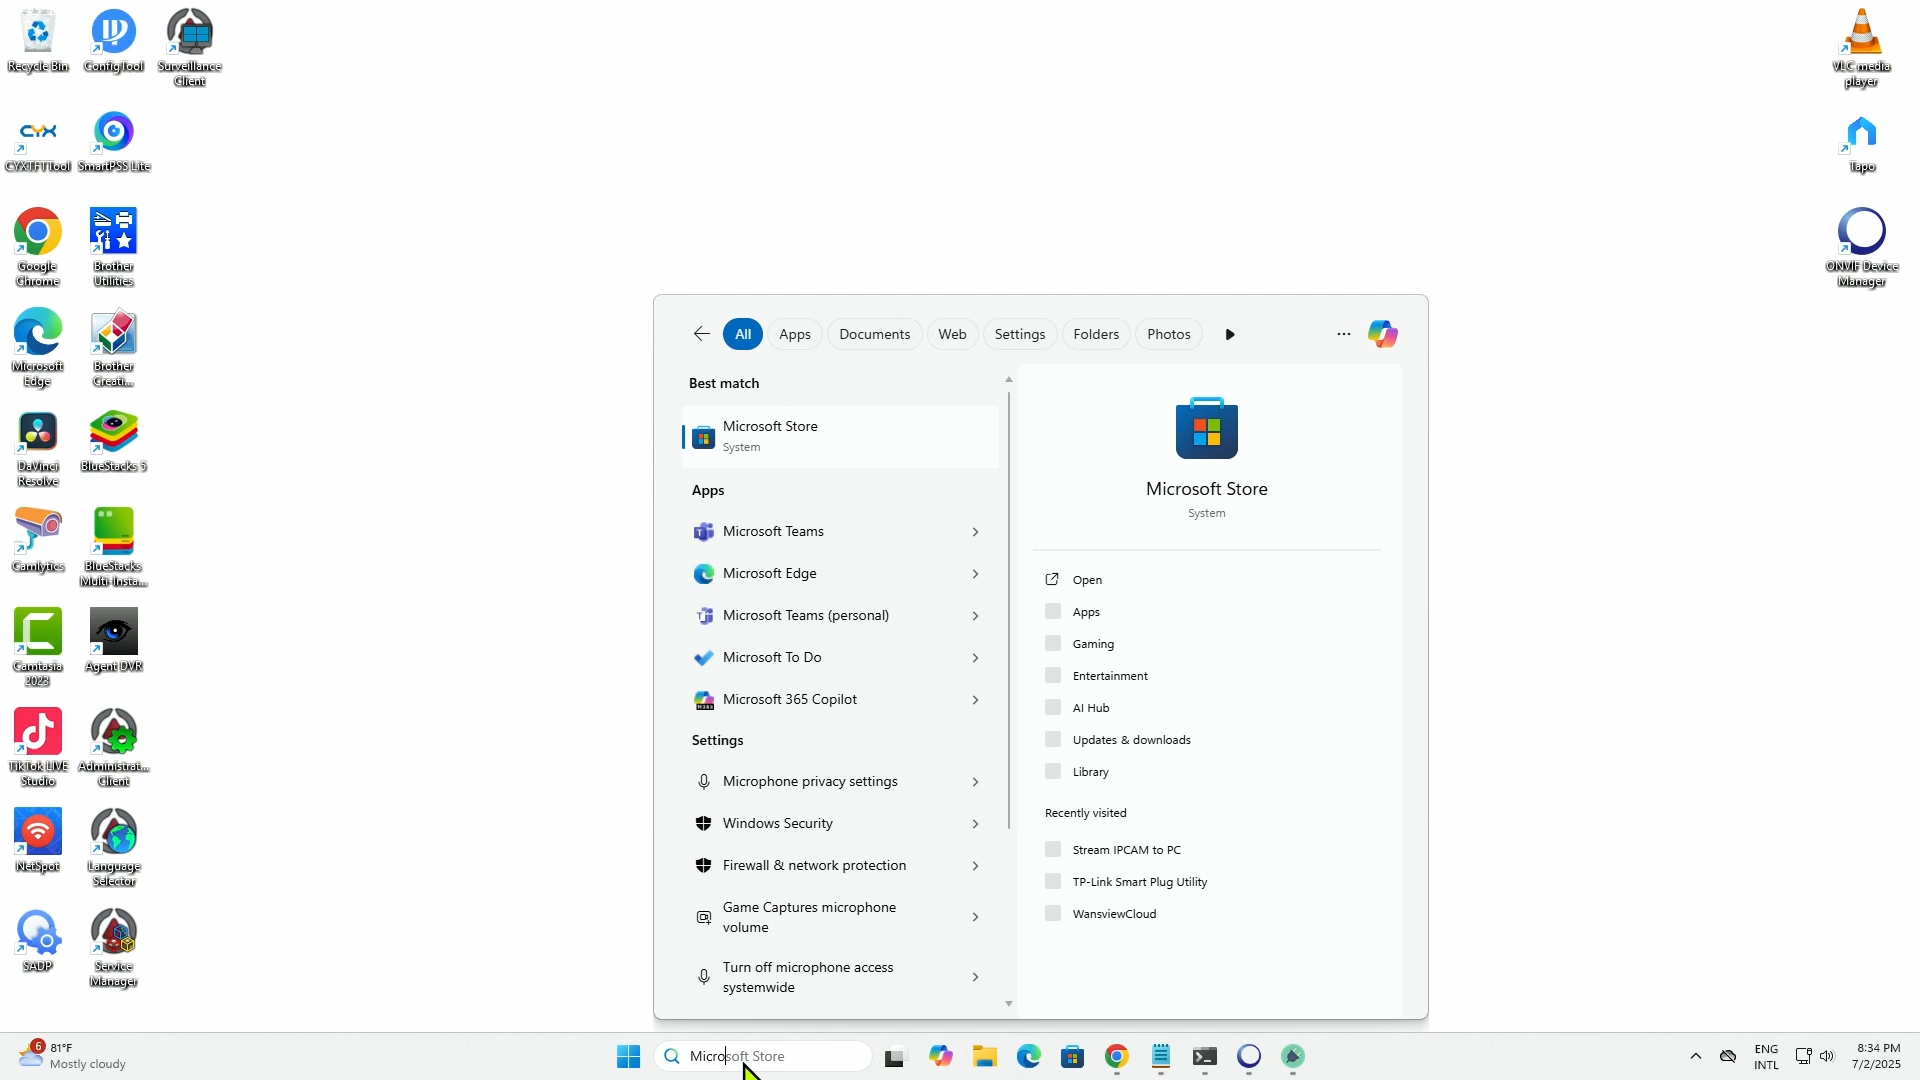 Recycle Bin
ConfigTool
Surveillance
Client
CYX
CYXTFTTool
SmartPSS Lite
Google
Chrome
Brother
Utilities
Microsoft
Edge
Brother
Creati...
DaVinci
Resolve
BlueStacks 5
Camlytics
BlueStacks
Multi-Insta...
Camtasia
2023
Agent DVR
TikTok LIVE
Studio
Administrat...
Client
NetSpot
Language
Selector
SADP
Service
Manager
VLC media
player
Tapo
ONVIF Device
Manager
All
Apps
Documents
Web
Settings
Folders
Photos
Best match
Microsoft Store
System
Apps
Microsoft Teams
Microsoft Edge
Microsoft Teams (personal)
Microsoft To Do
Microsoft 365 Copilot
Settings
Microphone privacy settings
Windows Security
Firewall & network protection
Game Captures microphone
volume
Turn off microphone access
systemwide
Microsoft Store
System
Open
Apps
Gaming
Entertainment
AI Hub
Updates & downloads
Library
Recently visited
Stream IPCAM to PC
TP-Link Smart Plug Utility
WansviewCloud
6
81°F
Mostly cloudy
Microsoft Store
ENG
INTL
8:34 PM
7/2/2025